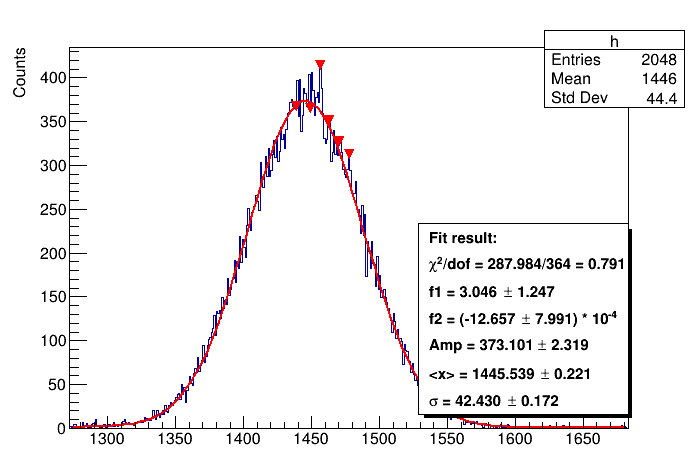 h
Entries 2048
Mean 1446
Std Dev 44.4
Counts
400
350
300
250
200
150
100
50
0
Fit result:
χ²/dof = 287.984/364 = 0.791
f1 = 3.046 ± 1.247
f2 = (-12.657 ± 7.991) * 10⁻⁴
Amp = 373.101 ± 2.319
<x> = 1445.539 ± 0.221
σ = 42.430 ± 0.172
1300 1350 1400 1450 1500 1550 1600 1650